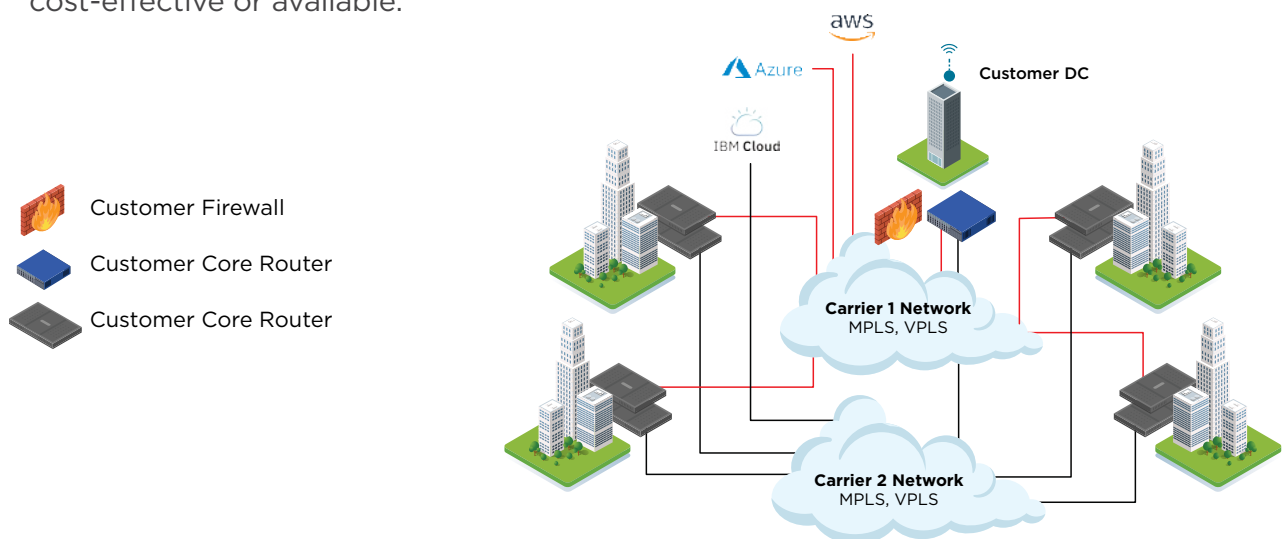 cost-effective or available.
aws
Azure
Customer DC
IBM Cloud
Customer Firewall
Customer Core Router
Customer Core Router
Carrier 1 Network
MPLS, VPLS
Carrier 2 Network
MPLS, VPLS